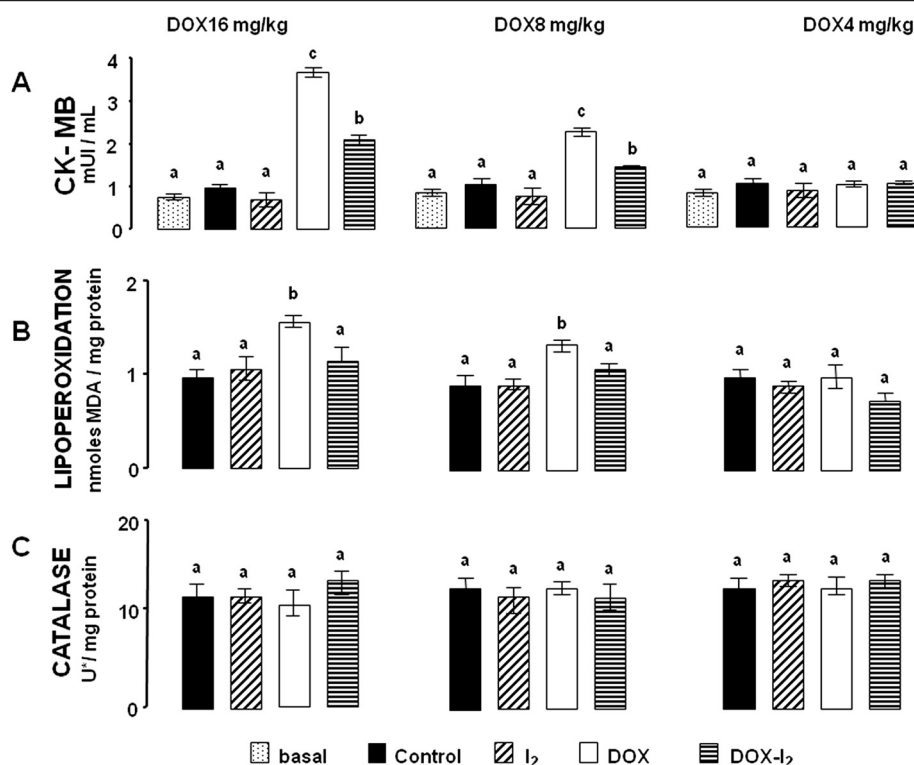 DOX16 mg/kg DOX8 mg/kg DOX4 mg/kg
A
CK- MB
mUI / mL
4
3
2
1
0
a a a c b
a a a c b
a a a a a
B
LIPOPEROXIDATION
nmoles MDA / mg protein
2
1
0
a a b a
a a b a
a a a a
C
CATALASE
U*/ mg protein
20
10
0
a a a a
a a a a
a a a a
basal Control I₂ DOX DOX-I₂